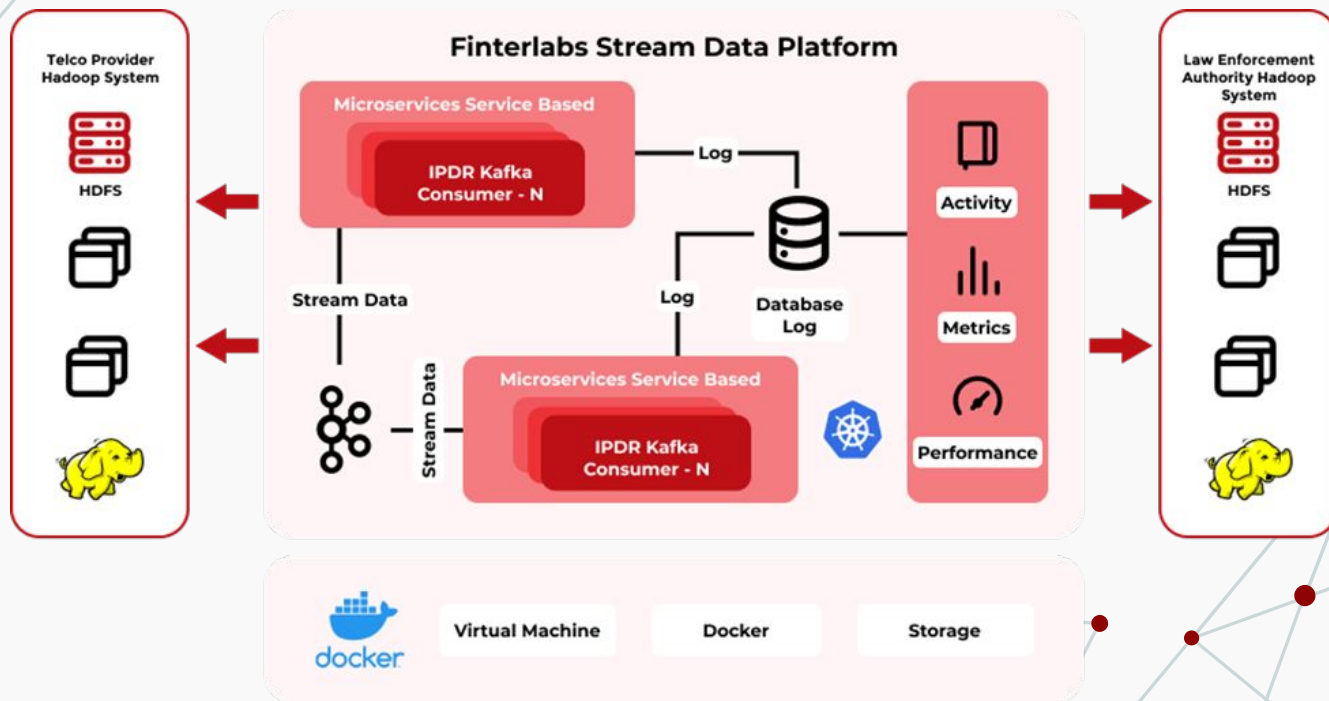 Telco Provider
Hadoop System
HDFS
Finterlabs Stream Data Platform
Microservices Service Based
IPDR Kafka
Consumer - N
Log
Stream Data
Log
Database
Log
Stream Data
Microservices Service Based
IPDR Kafka
Consumer - N
Activity
Metrics
Performance
Law Enforcement
Authority Hadoop
System
HDFS
docker
Virtual Machine
Docker
Storage